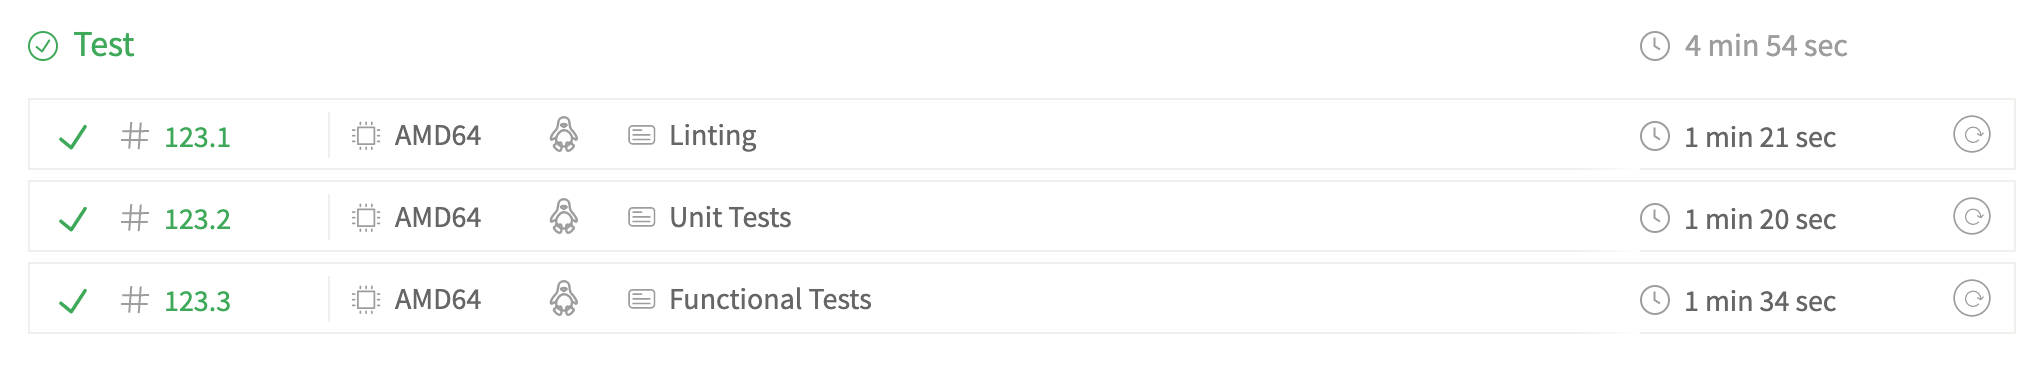 Test 4 min 54 sec
# 123.1 AMD64 Linting 1 min 21 sec
# 123.2 AMD64 Unit Tests 1 min 20 sec
# 123.3 AMD64 Functional Tests 1 min 34 sec